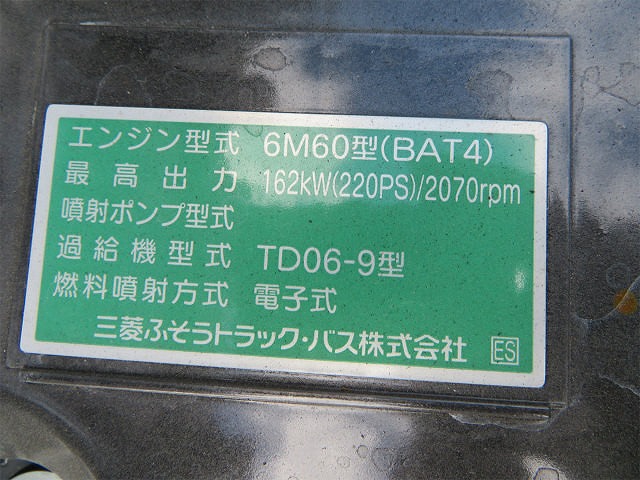 エンジン型式 6M60型(BAT4)
最高出力 162kW(220PS)/2070rpm
噴射ポンプ型式
過給機型式 TD06-9型
燃料噴射方式 電子式
三菱ふそうトラック・バス株式会社 ES